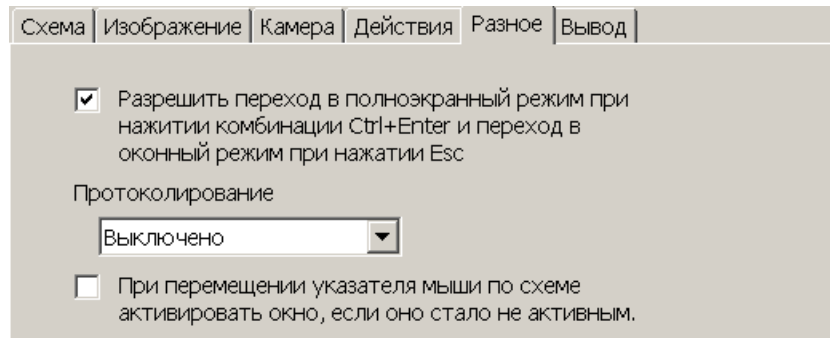 Схема Изображение Камера Действия Разное Вывод
Разрешить переход в полноэкранный режим при
нажитии комбинации Ctrl+Enter и переход в
оконный режим при нажатии Esc
Протоколирование
Выключено
При перемещении указателя мыши по схеме
активировать окно, если оно стало не активным.